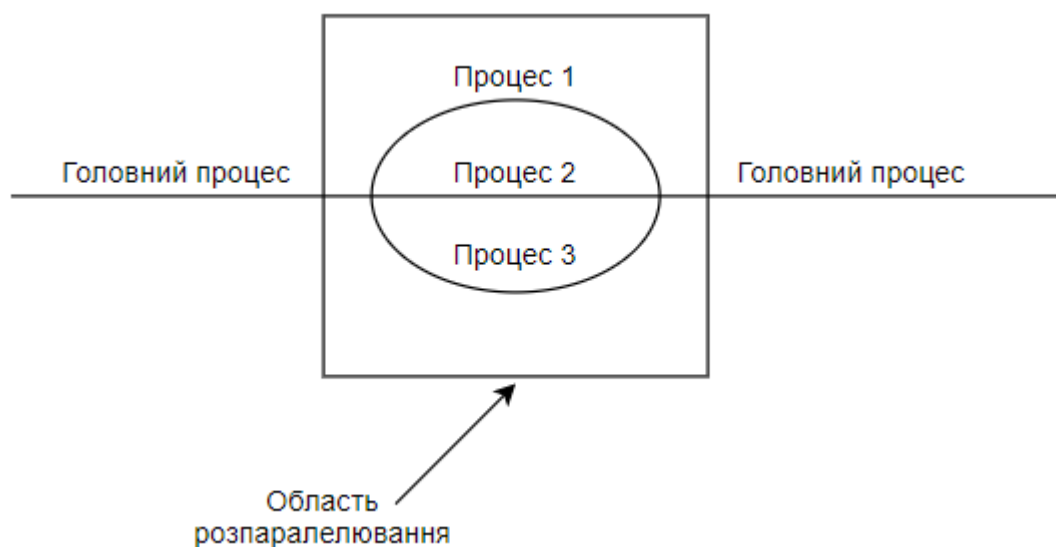 Процес 1
Головний процес
Процес 2
Головний процес
Процес 3
Область
розпаралелювання